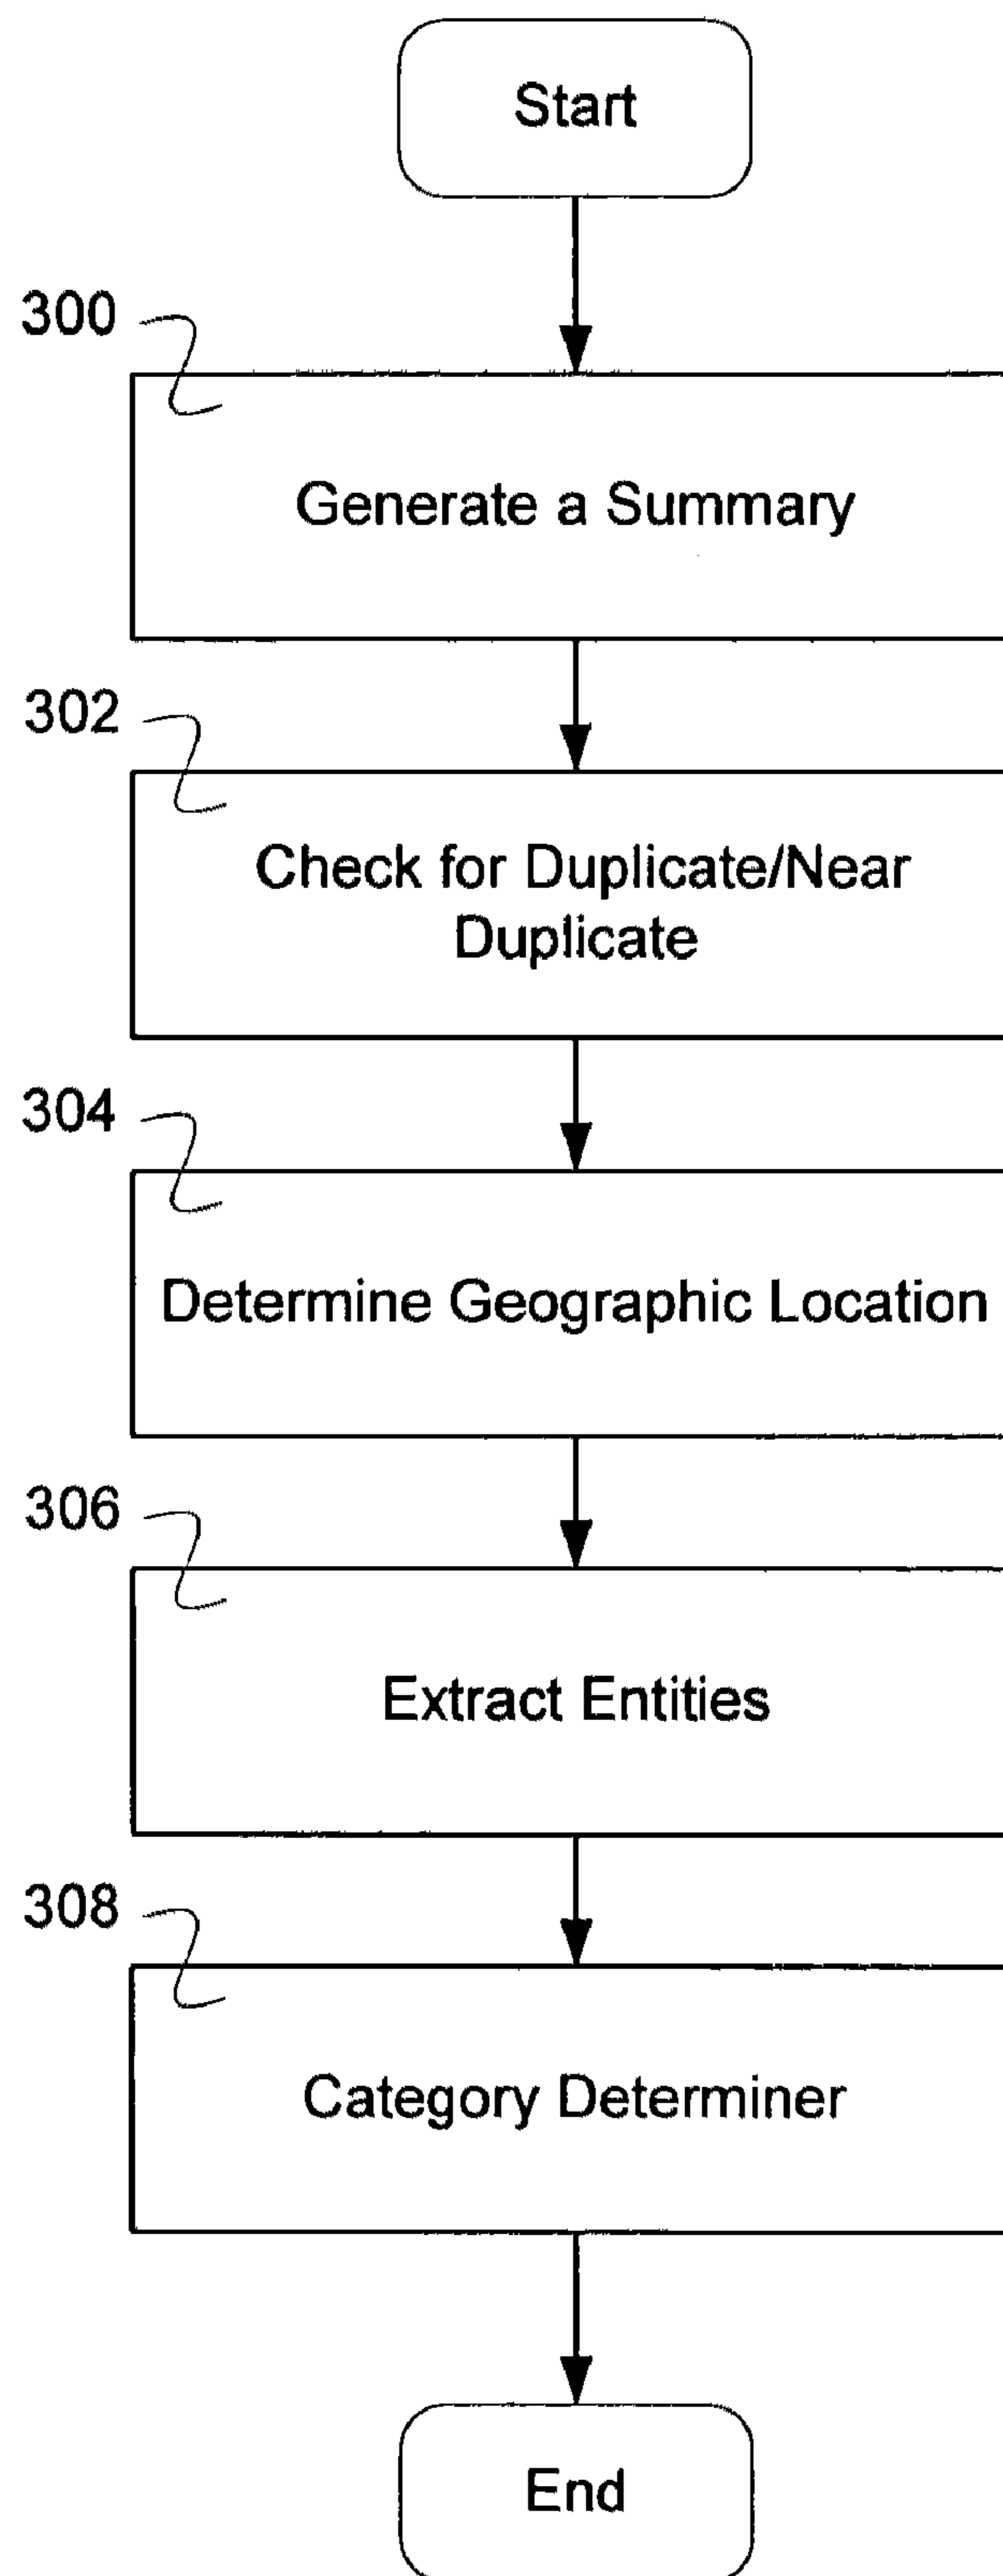 Start
300
Generate a Summary
302
Check for Duplicate/Near
Duplicate
304
Determine Geographic Location
306
Extract Entities
308
Category Determiner
End